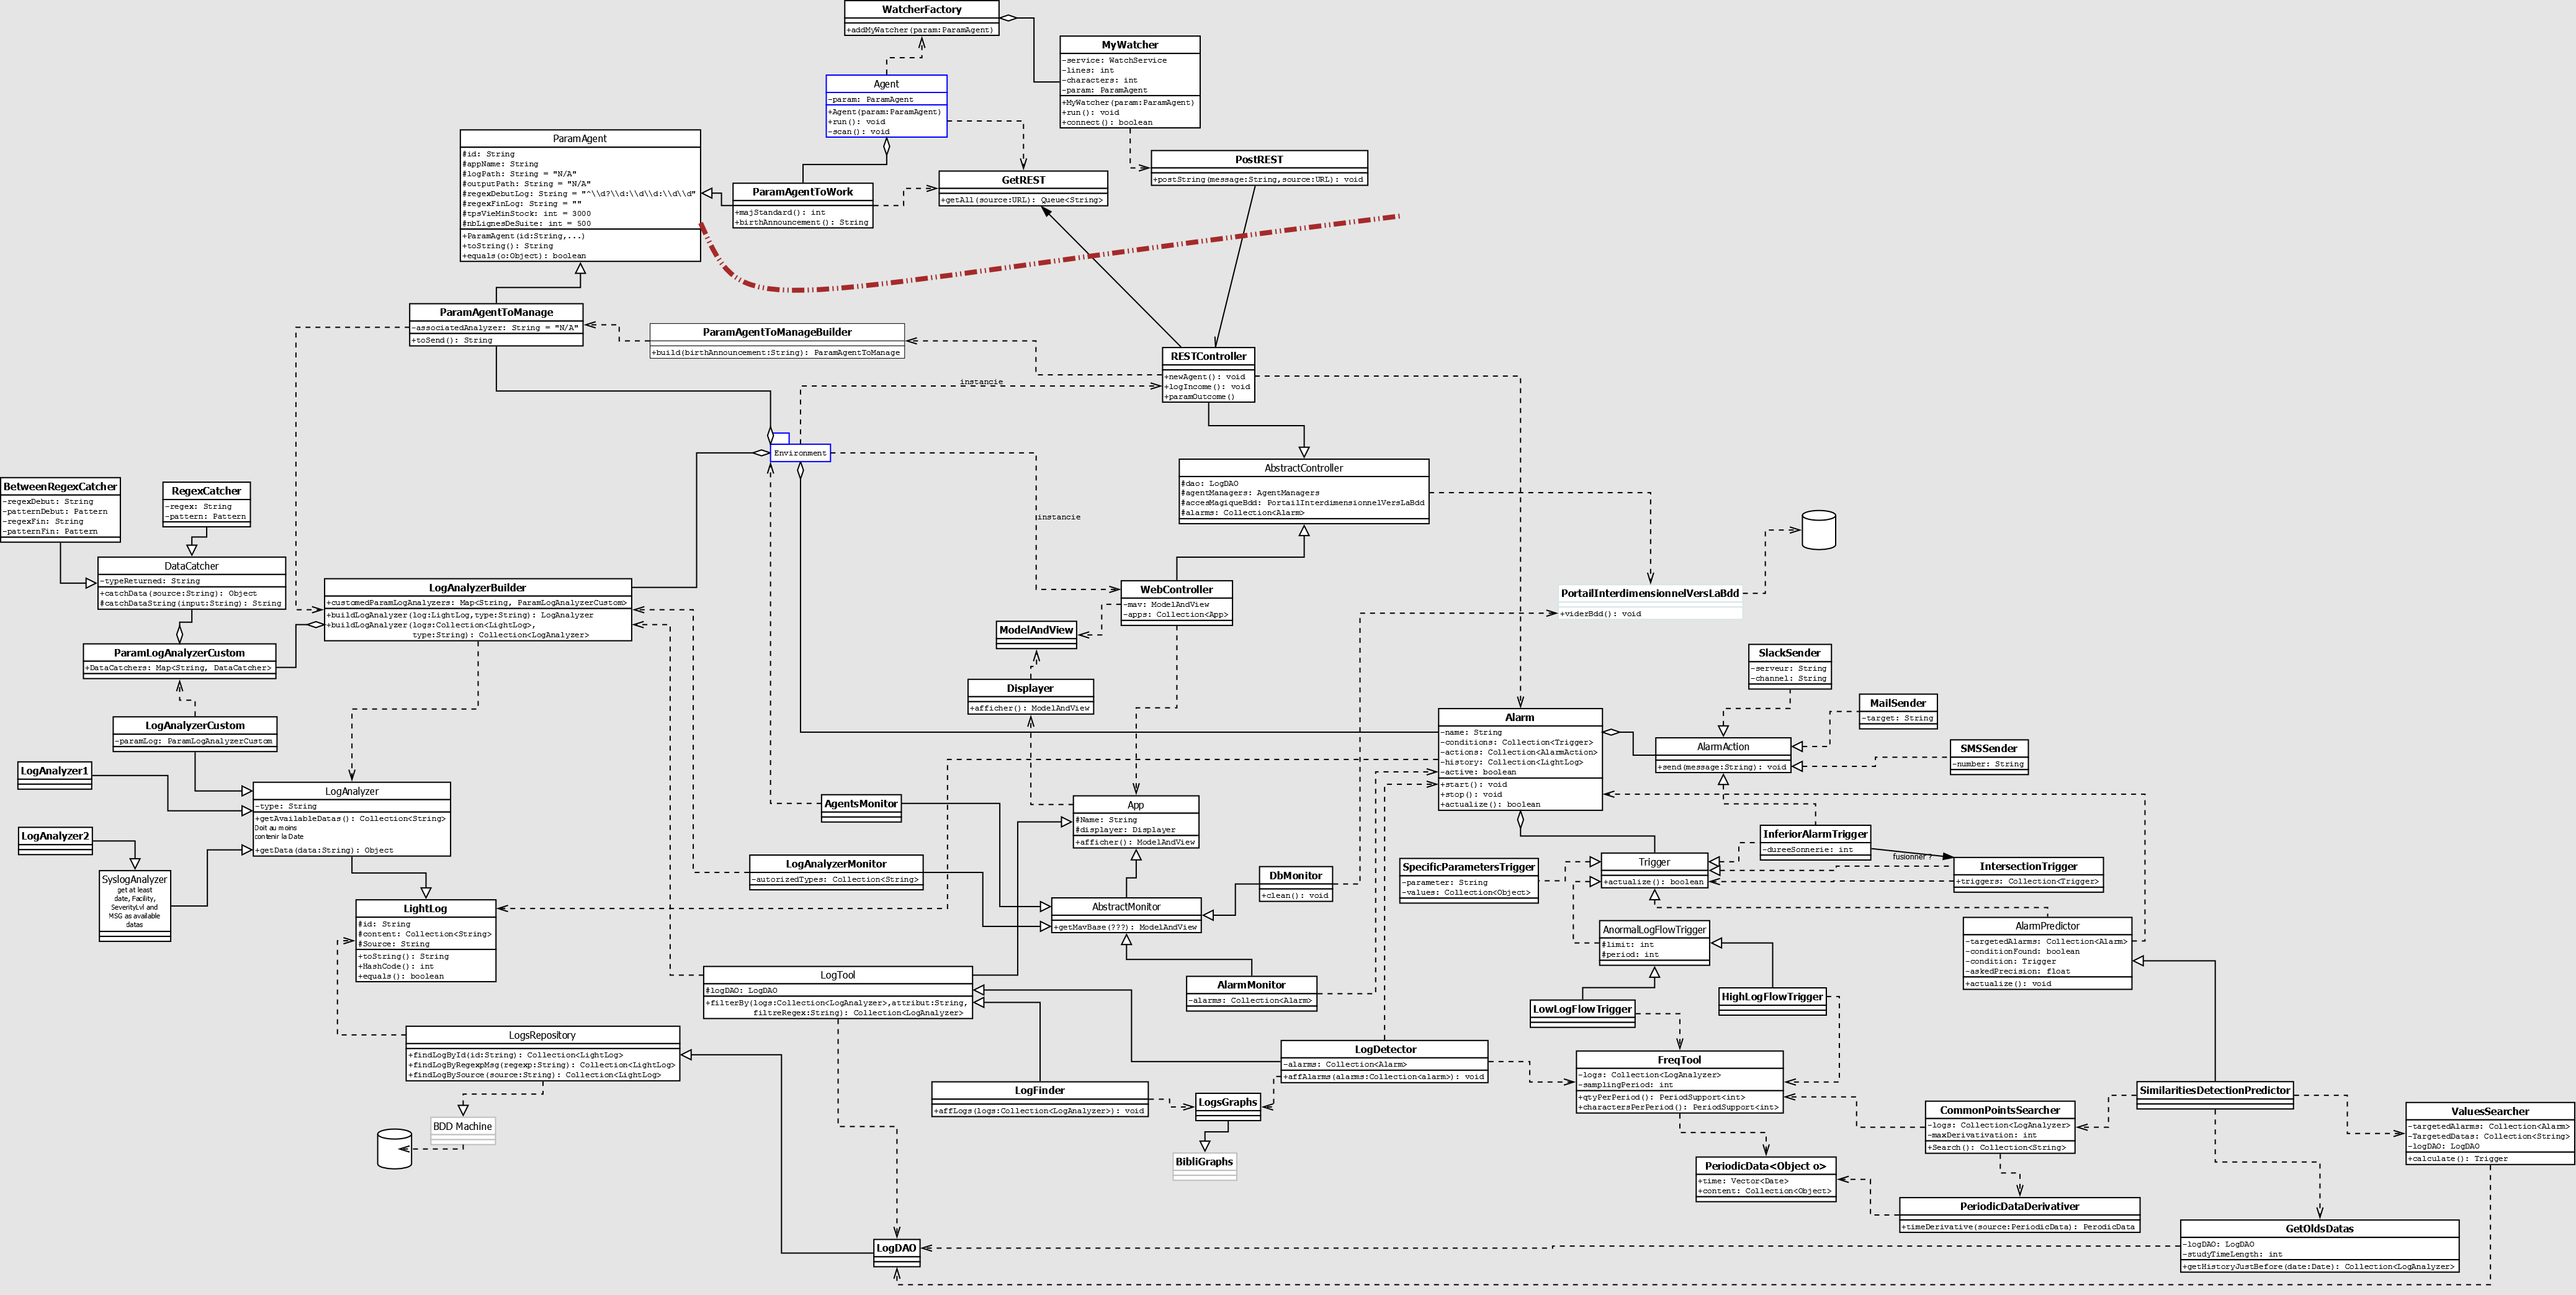 WatcherFactory
+addMyWatcher(param:ParamAgent)
MyWatcher
-service: WatchService
-lines: int
-characters: int
-param: ParamAgent
+MyWatcher(param:ParamAgent)
+run(): void
+connect(): boolean
Agent
-param: ParamAgent
+Agent(param:ParamAgent)
+run(): void
-scan(): void
ParamAgent
#id: String
#appName: String
#logPath: String = "N/A"
#outputPath: String = "N/A"
#regexDebutLog: String = "^\\d?\\d:\\d\\d:\\d\\d"
#regexFinLog: String = ""
#tpsVieMinStock: int = 3000
#nbLignesDeSuite: int = 500
+ParamAgent(id:String,...)
+toString(): String
+equals(o:Object): boolean
ParamAgentToWork
+majStandard(): int
+birthAnnouncement(): String
GetREST
+getAll(source:URL): Queue<String>
PostREST
+postString(message:String,source:URL): void
ParamAgentToManage
-associatedAnalyzer: String = "N/A"
+toSend(): String
ParamAgentToManageBuilder
+build(birthAnnouncement:String): ParamAgentToManage
RESTController
+newAgent(): void
+logIncome(): void
+paramOutcome()
instancie
Environment
AbstractController
#dao: LogDAO
#agentManagers: AgentManagers
#accesMagiqueBdd: PortailInterdimensionnelVersLaBdd
#alarms: Collection<Alarm>
instancie
BetweenRegexCatcher
-regexDebut: String
-patternDebut: Pattern
-regexFin: String
-patternFin: Pattern
RegexCatcher
-regex: String
-pattern: Pattern
DataCatcher
-typeReturned: String
+catchData(source:String): Object
#catchDataString(input:String): String
LogAnalyzerBuilder
+customedParamLogAnalyzers: Map<String, ParamLogAnalyzerCustom>
+buildLogAnalyzer(log:LightLog,type:String): LogAnalyzer
+buildLogAnalyzer(logs:Collection<LightLog>,
type:String): Collection<LogAnalyzer>
WebController
-mav: ModelAndView
-apps: Collection<App>
PortailInterdimensionnelVersLaBdd
+viderBdd(): void
ModelAndView
ParamLogAnalyzerCustom
+DataCatchers: Map<String, DataCatcher>
SlackSender
-serveur: String
-channel: String
Displayer
+afficher(): ModelAndView
MailSender
-target: String
LogAnalyzerCustom
-paramLog: ParamLogAnalyzerCustom
Alarm
-name: String
-conditions: Collection<Trigger>
-actions: Collection<AlarmAction>
-history: Collection<LightLog>
-active: boolean
+start(): void
+stop(): void
+actualize(): boolean
AlarmAction
+send(message:String): void
SMSSender
-number: String
LogAnalyzer1
LogAnalyzer
-type: String
+getAvailableDatas(): Collection<String>
Doit au moins
contenir la Date
+getData(data:String): Object
AgentsMonitor
App
#Name: String
#displayer: Displayer
+afficher(): ModelAndView
LogAnalyzer2
InferiorAlarmTrigger
-dureeSonnerie: int
fusionner ?
IntersectionTrigger
+triggers: Collection<Trigger>
Trigger
+actualize(): boolean
SpecificParametersTrigger
-parameter: String
-values: Collection<Object>
LogAnalyzerMonitor
-autorizedTypes: Collection<String>
DbMonitor
+clean(): void
SyslogAnalyzer
get at least
date, Facility,
SeverityLvl and
MSG as available
datas
LightLog
#id: String
#content: Collection<String>
#Source: String
+toString(): String
+HashCode(): int
+equals(): boolean
AbstractMonitor
+getMavBase(???): ModelAndView
AnormalLogFlowTrigger
#limit: int
#period: int
AlarmPredictor
-targetedAlarms: Collection<Alarm>
-conditionFound: boolean
-condition: Trigger
-askedPrecision: float
+actualize(): void
LogTool
#logDAO: LogDAO
+filterBy(logs:Collection<LogAnalyzer>,attribut:String,
filtreRegex:String): Collection<LogAnalyzer>
AlarmMonitor
-alarms: Collection<Alarm>
LowLogFlowTrigger
HighLogFlowTrigger
LogsRepository
+findLogById(id:String): Collection<LightLog>
+findLogByRegexpMsg(regexp:String): Collection<LightLog>
+findLogBySource(source:String): Collection<LightLog>
LogDetector
-alarms: Collection<Alarm>
+affAlarms(alarms:Collection<alarm>): void
FreqTool
-logs: Collection<LogAnalyzer>
-samplingPeriod: int
+qtyPerPeriod(): PeriodSupport<int>
+charactersPerPeriod(): PeriodSupport<int>
LogFinder
+affLogs(logs:Collection<LogAnalyzer>): void
LogsGraphs
SimilaritiesDetectionPredictor
CommonPointsSearcher
-logs: Collection<LogAnalyzer>
-maxDerivativation: int
+Search(): Collection<String>
ValuesSearcher
-targetedAlarms: Collection<Alarm>
-TargetedDatas: Collection<String>
-logDAO: LogDAO
+calculate(): Trigger
BDD Machine
BibliGraphs
PeriodicData<Object o>
+time: Vector<Date>
+content: Collection<Object>
PeriodicDataDerivativer
+timeDerivative(source:PeriodicData): PerodicData
LogDAO
GetOldsDatas
-logDAO: LogDAO
-studyTimeLength: int
+getHistoryJustBefore(date:Date): Collection<LogAnalyzer>